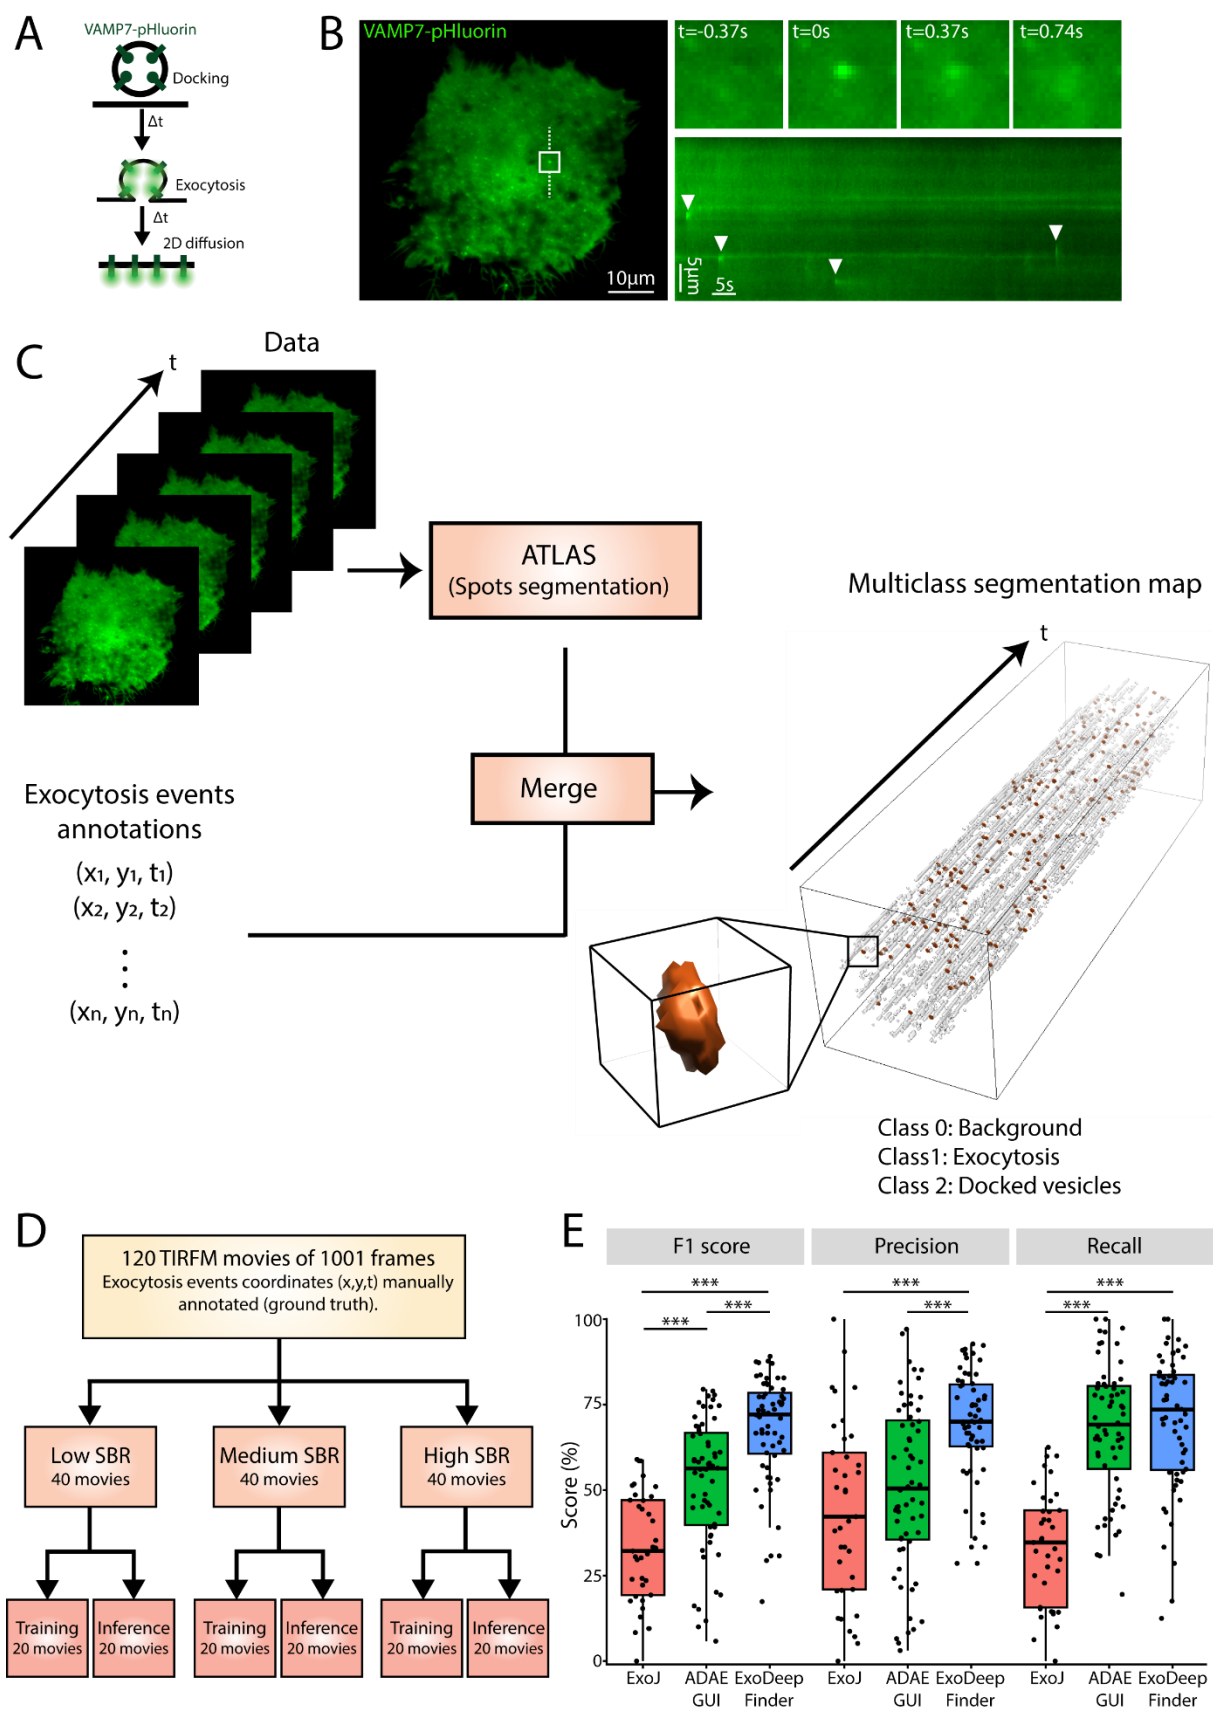 A
VAMP7-pHluorin
Docking
Δt
Exocytosis
Δt
2D diffusion
B
VAMP7-pHluorin
10µm
t=-0.37s
t=0s
t=0.37s
t=0.74s
5µm
5s
C
Data
t
ATLAS
(Spots segmentation)
Merge
Exocytosis events
annotations
(x₁, y₁, t₁)
(x₂, y₂, t₂)
(xₙ, yₙ, tₙ)
Multiclass segmentation map
t
Class 0: Background
Class1: Exocytosis
Class 2: Docked vesicles
D
120 TIRFM movies of 1001 frames
Exocytosis events coordinates (x,y,t) manually
annotated (ground truth).
Low SBR
40 movies
Medium SBR
40 movies
High SBR
40 movies
Training
20 movies
Inference
20 movies
Training
20 movies
Inference
20 movies
Training
20 movies
Inference
20 movies
E
F1 score
Precision
Recall
***
***
***
***
***
***
***
Score (%)
100
75
50
25
0
ExoJ
ADAE
GUI
ExoDeep
Finder
ExoJ
ADAE
GUI
ExoDeep
Finder
ExoJ
ADAE
GUI
ExoDeep
Finder